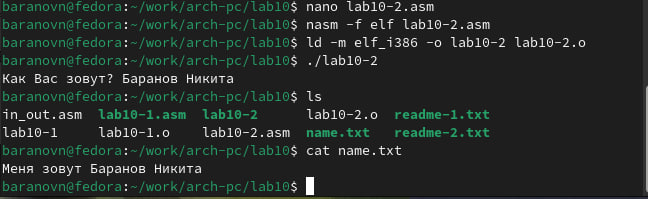 baranovn@fedora:~/work/arch-pc/lab10$ nano lab10-2.asm
baranovn@fedora:~/work/arch-pc/lab10$ nasm -f elf lab10-2.asm
baranovn@fedora:~/work/arch-pc/lab10$ ld -m elf_i386 -o lab10-2 lab10-2.o
baranovn@fedora:~/work/arch-pc/lab10$ ./lab10-2
Как Вас зовут? Баранов Никита
baranovn@fedora:~/work/arch-pc/lab10$ ls
in_out.asm  lab10-1.asm  lab10-2      lab10-2.o  readme-1.txt
lab10-1     lab10-1.o    lab10-2.asm  name.txt   readme-2.txt
baranovn@fedora:~/work/arch-pc/lab10$ cat name.txt
Меня зовут Баранов Никита
baranovn@fedora:~/work/arch-pc/lab10$